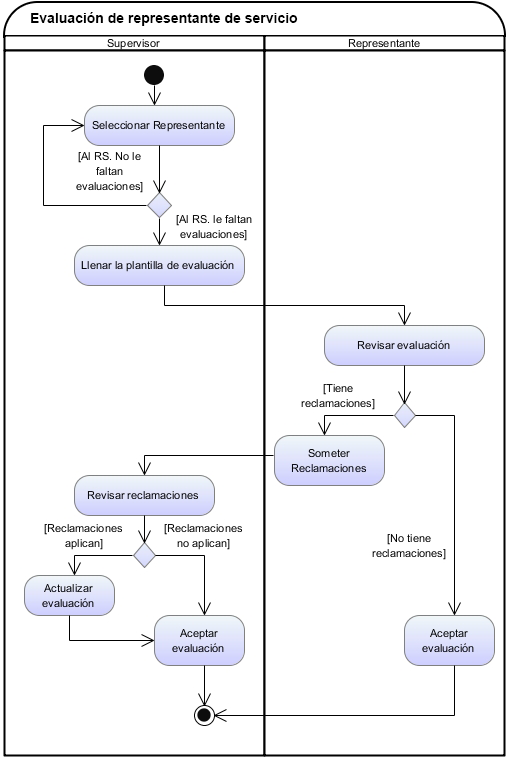 Evaluación de representante de servicio
Supervisor
Representante
Seleccionar Representante
[Al RS. No le
faltan
evaluaciones]
[Al RS. le faltan
evaluaciones]
Llenar la plantilla de evaluación
Revisar evaluación
[Tiene
reclamaciones]
Someter
Reclamaciones
Revisar reclamaciones
[Reclamaciones
aplican]
[Reclamaciones
no aplican]
[No tiene
reclamaciones]
Actualizar
evaluación
Aceptar
evaluación
Aceptar
evaluación